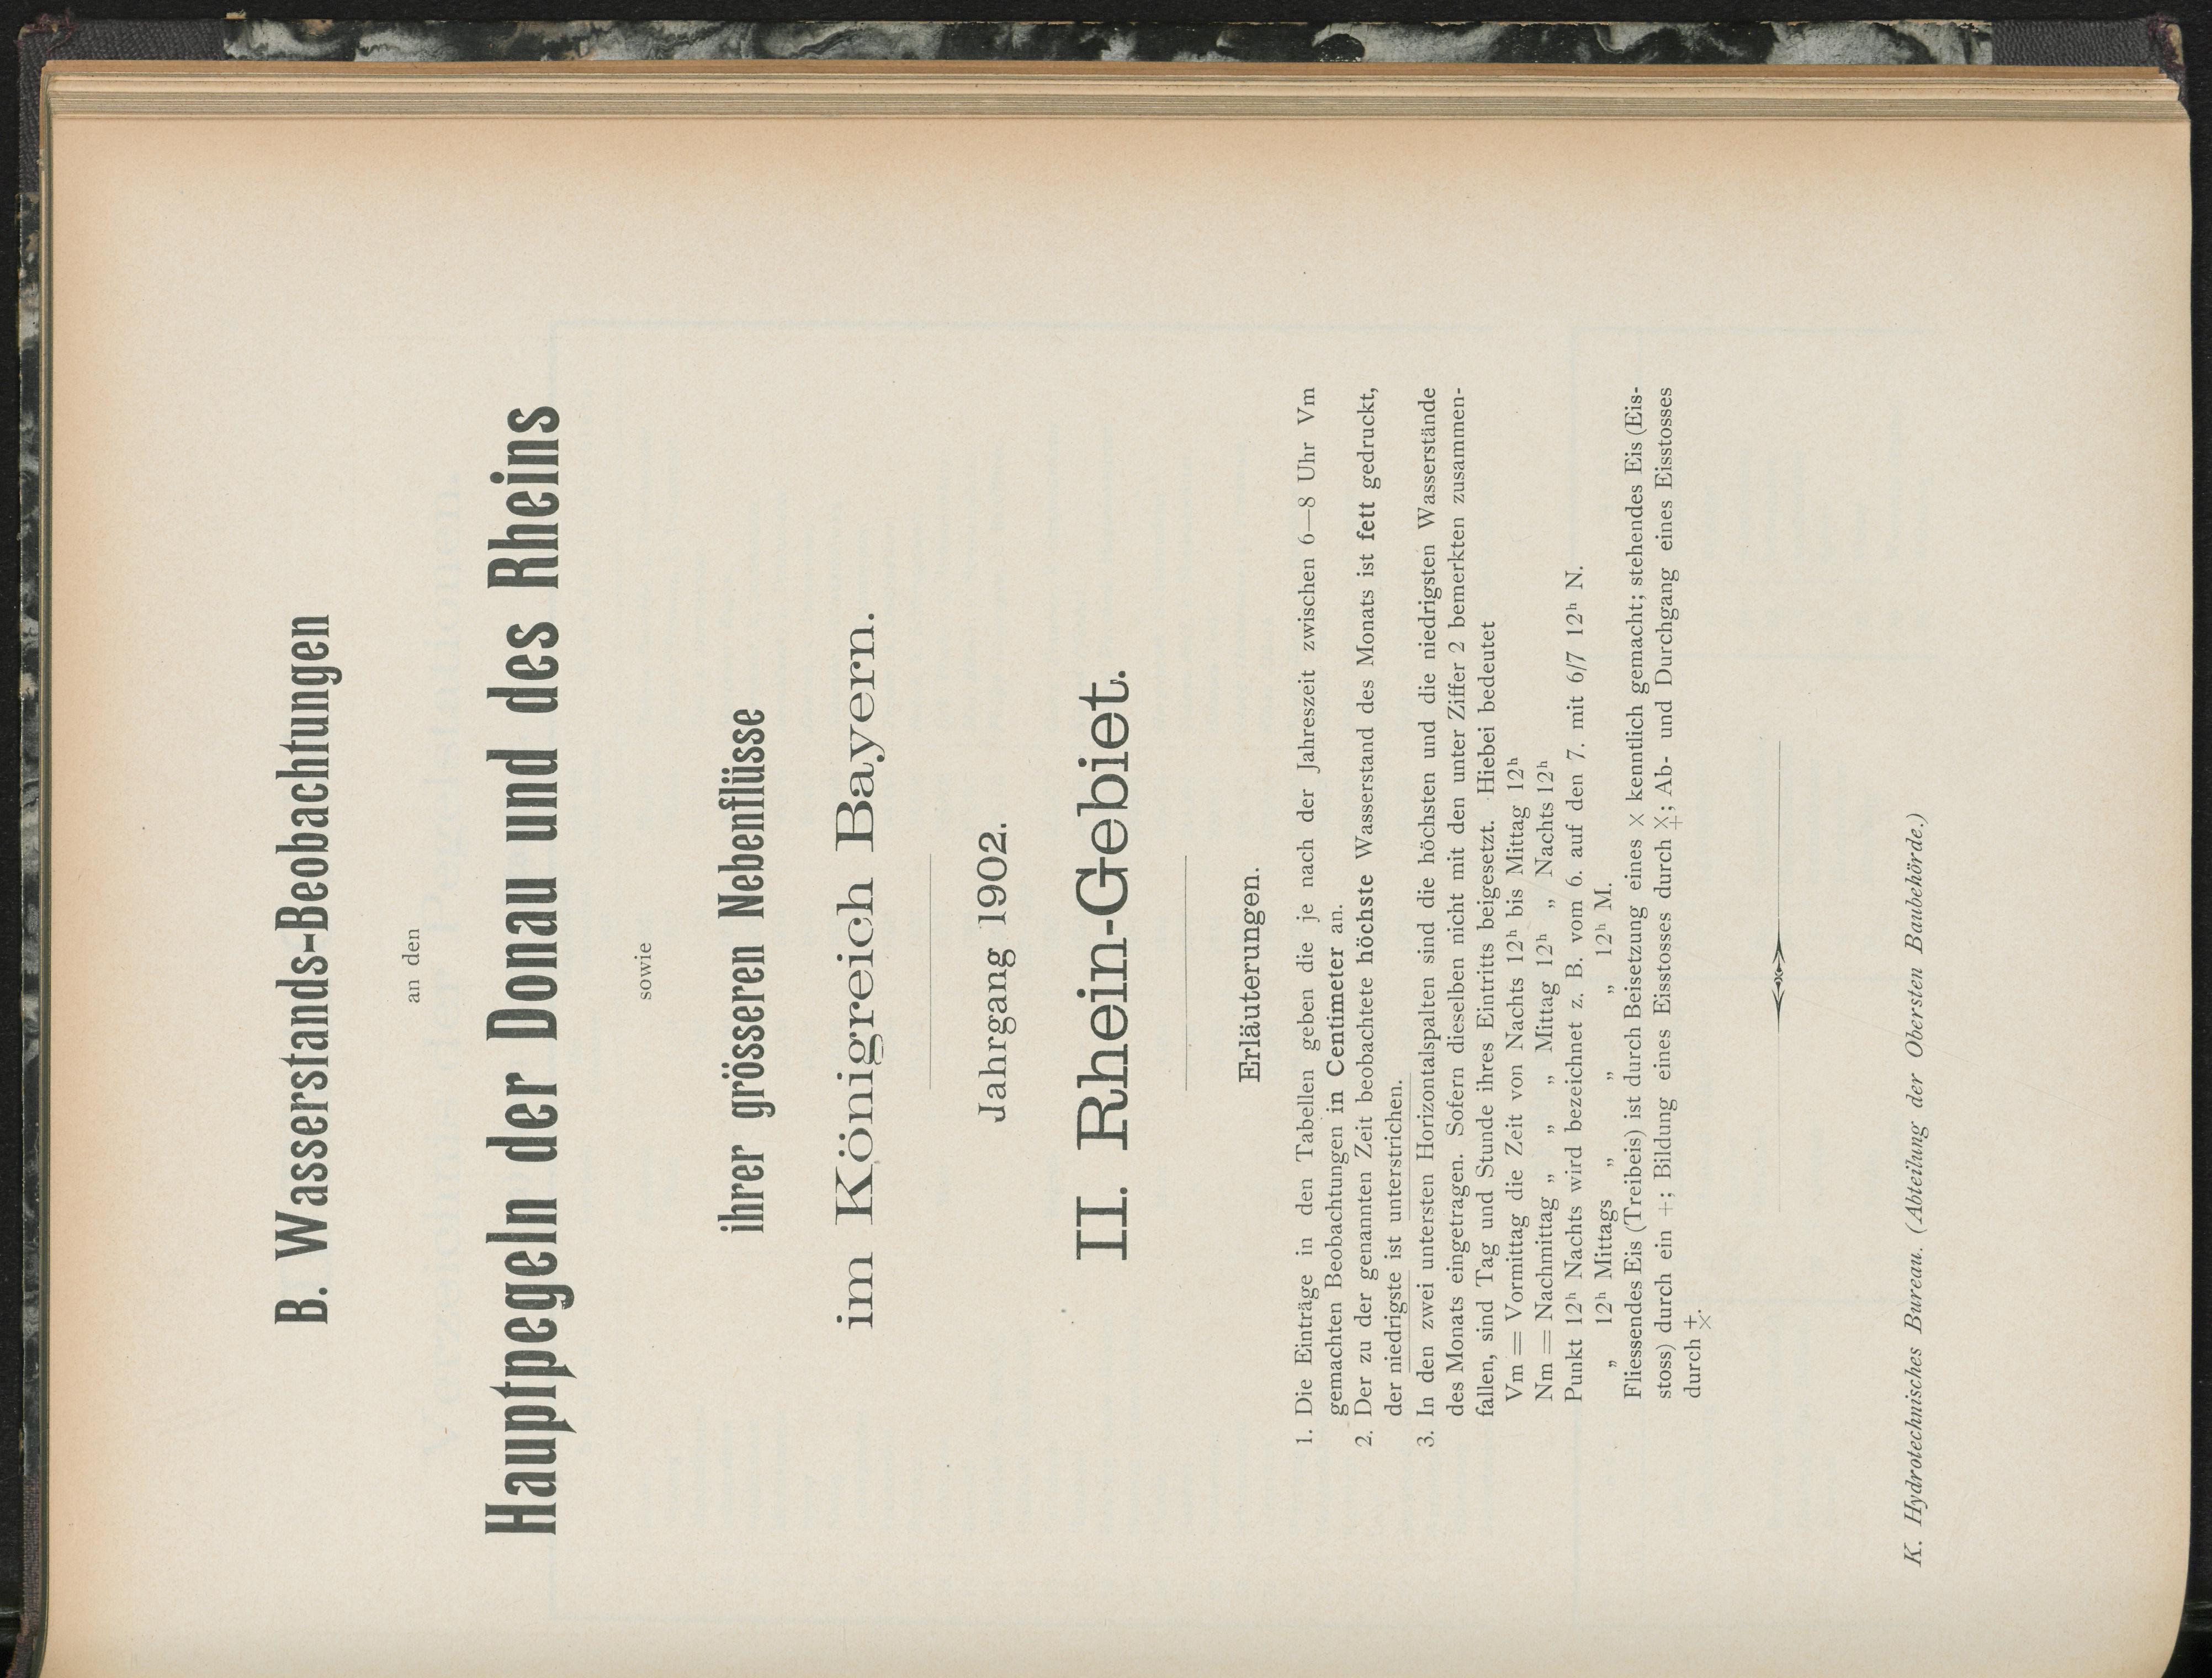 B. Wasserstands-Beobachtungen
an den
Hauptpegeln der Donau und des Rheins
sowie
ihrer grösseren Nebenflüsse
im Königreich Bayern.
Jahrgang 1902.
II. Rhein-Gebiet.
Erläuterungen.
1. Die Einträge in den Tabellen geben die je nach der Jahreszeit zwischen 6—8 Uhr Vm
gemachten Beobachtungen in Centimeter an.
2. Der zu der genannten Zeit beobachtete höchste Wasserstand des Monats ist fett gedruckt,
der niedrigste ist unterstrichen.
3. In den zwei untersten Horizontalspalten sind die höchsten und die niedrigsten Wasserstände
des Monats eingetragen. Sofern dieselben nicht mit den unter Ziffer 2 bemerkten zusammen-
fallen, sind Tag und Stunde ihres Eintritts beigesetzt. Hiebei bedeutet
Vm = Vormittag die Zeit von Nachts 12ʰ bis Mittag 12ʰ
Nm = Nachmittag „ „ „ Mittag 12ʰ „ Nachts 12ʰ
Punkt 12ʰ Nachts wird bezeichnet z. B. vom 6. auf den 7. mit 6/7 12ʰ N.
„ 12ʰ Mittags „ „ „ 12ʰ M.
Fliessendes Eis (Treibeis) ist durch Beisetzung eines × kenntlich gemacht; stehendes Eis (Eis-
stoss) durch ein +; Bildung eines Eisstosses durch ×+; Ab- und Durchgang eines Eisstosses
durch +×.
K. Hydrotechnisches Bureau. (Abteilung der Obersten Baubehörde.)